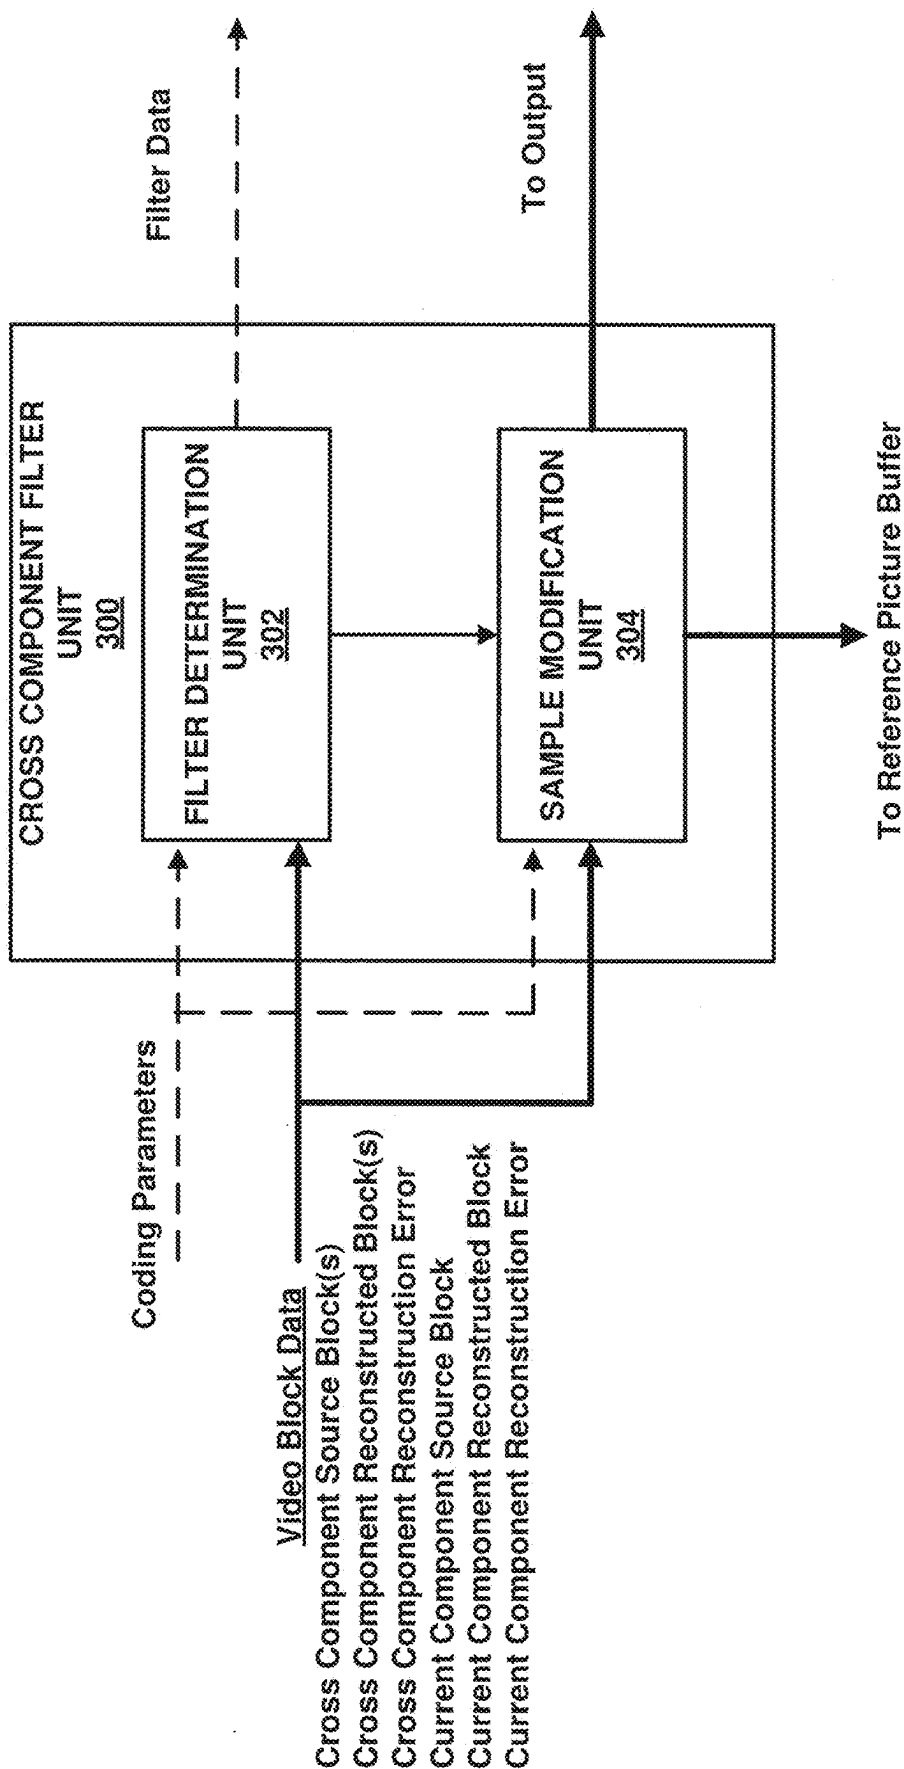 Coding Parameters
Video Block Data
Cross Component Source Block(s)
Cross Component Reconstructed Block(s)
Cross Component Reconstruction Error
Current Component Source Block
Current Component Reconstructed Block
Current Component Reconstruction Error
CROSS COMPONENT FILTER
UNIT
300
FILTER DETERMINATION
UNIT
302
SAMPLE MODIFICATION
UNIT
304
Filter Data
To Output
To Reference Picture Buffer